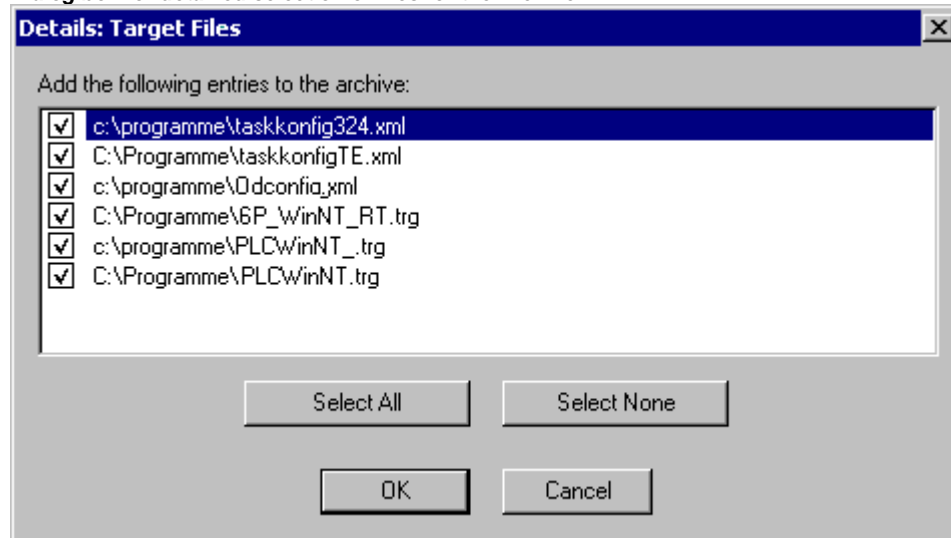 Details: Target Files
Add the following entries to the archive:
c:\programme\taskkonfig324.xml
C:\Programme\taskkonfigTE.xml
c:\programme\Odconfig.xml
C:\Programme\6P_WinNT_RT.trg
c:\programme\PLCWinNT_.trg
C:\Programme\PLCWinNT.trg
Select All
Select None
OK
Cancel